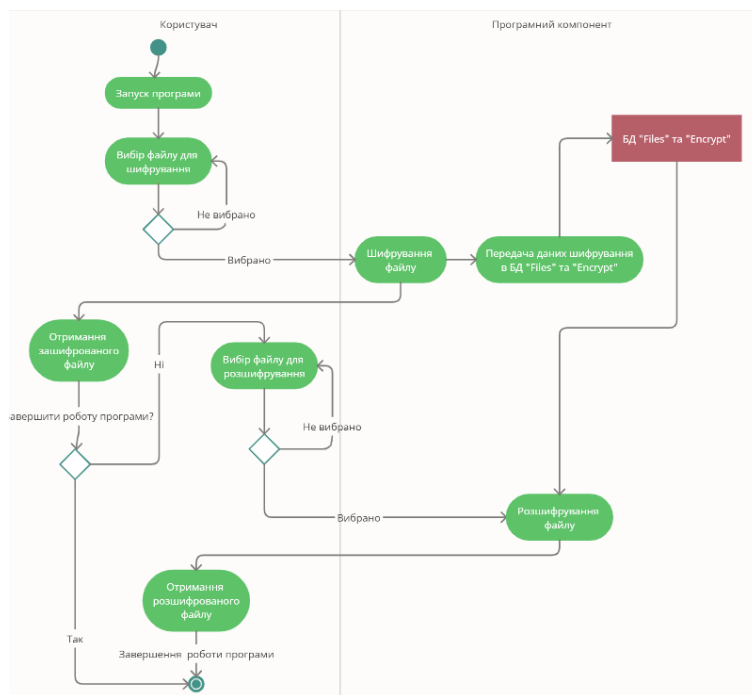 Користувач
Програмний компонент
Запуск програми
БД "Files" та "Encrypt"
Вибір файлу для
шифрування
Не вибрано
Вибрано
Шифрування
файлу
Передача даних шифрування
в БД "Files" та "Encrypt"
Отримання
зашифрованого
файлу
Ні
Вибір файлу для
розшифрування
авершити роботу програми?
Не вибрано
Вибрано
Розшифрування
файлу
Отримання
розшифрованого
файлу
Так
Завершення роботи програми